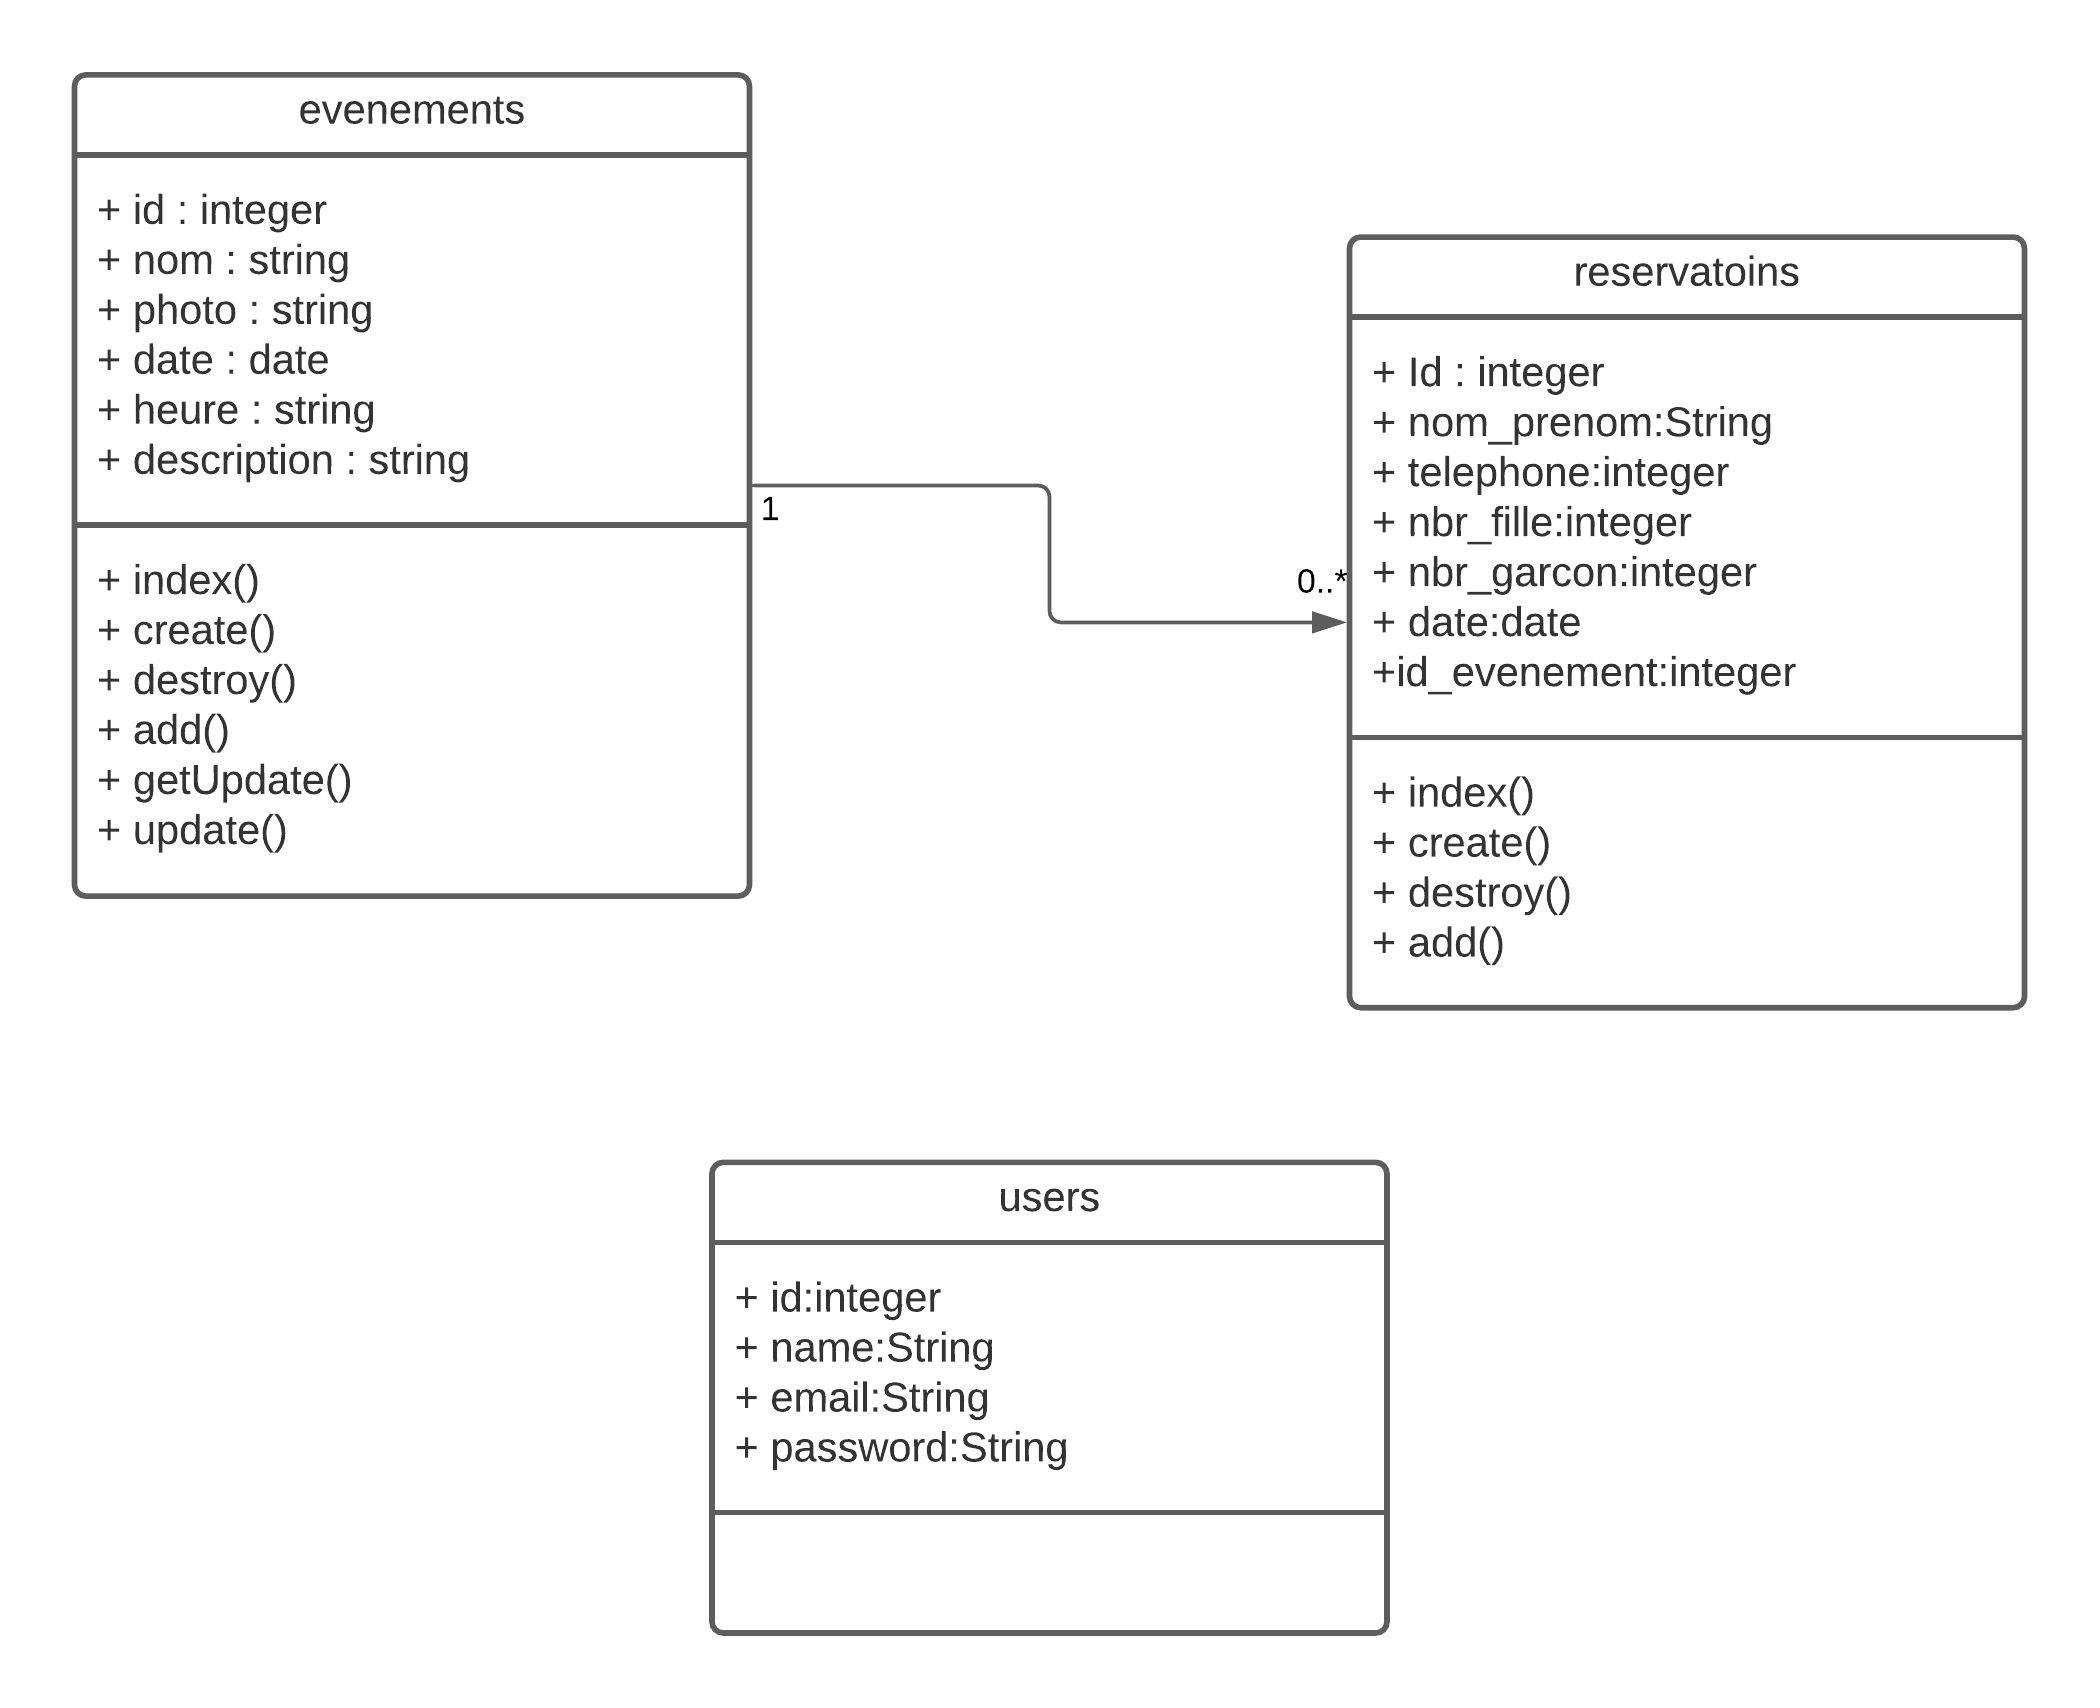 evenements
+ id : integer
+ nom : string
+ photo : string
+ date : date
+ heure : string
+ description : string
+ index()
+ create()
+ destroy()
+ add()
+ getUpdate()
+ update()
1
0..*
reservatoins
+ Id : integer
+ nom_prenom:String
+ telephone:integer
+ nbr_fille:integer
+ nbr_garcon:integer
+ date:date
+id_evenement:integer
+ index()
+ create()
+ destroy()
+ add()
users
+ id:integer
+ name:String
+ email:String
+ password:String